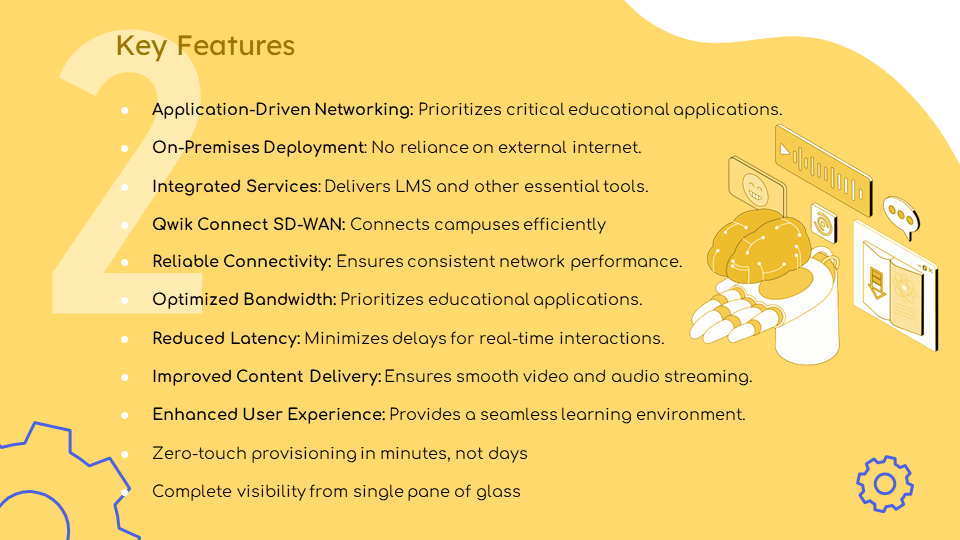 2
Key Features
Application-Driven Networking: Prioritizes critical educational applications.
On-Premises Deployment: No reliance on external internet.
Integrated Services: Delivers LMS and other essential tools.
Qwik Connect SD-WAN: Connects campuses efficiently
Reliable Connectivity: Ensures consistent network performance.
Optimized Bandwidth: Prioritizes educational applications.
Reduced Latency: Minimizes delays for real-time interactions.
Improved Content Delivery: Ensures smooth video and audio streaming.
Enhanced User Experience: Provides a seamless learning environment.
Zero-touch provisioning in minutes, not days
Complete visibility from single pane of glass